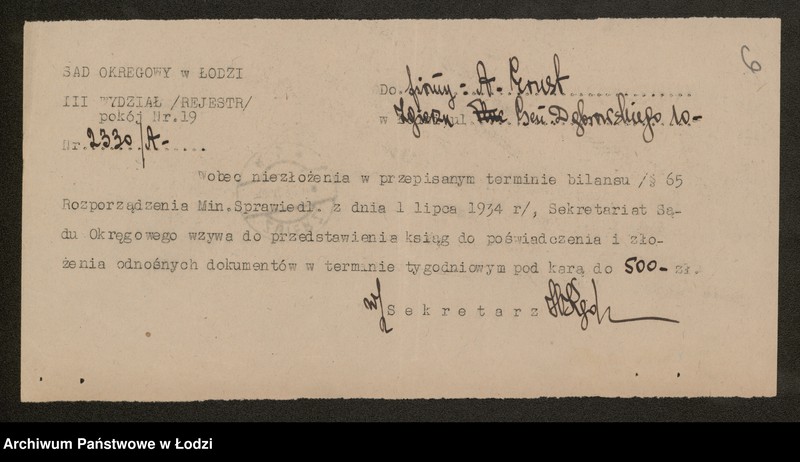 6
SĄD OKRĘGOWY w ŁODZI
III WYDZIAŁ /REJESTR/
pokój Nr.19
Nr. 2330/A-
Do firmy = A. Ernst
w Zgierzu ul Gen. Dąbrowskiego 10-
Wobec niezłożenia w przepisanym terminie bilansu /§ 65
Rozporządzenia Min.Sprawiedl. z dnia 1 lipca 1934 r/, Sekretariat Są-
du Okręgowego wzywa do przedstawienia ksiąg do poświadczenia i zło-
żenia odnośnych dokumentów w terminie tygodniowym pod karą do 500- zł.
Sekretarz
Archiwum Państwowe w Łodzi